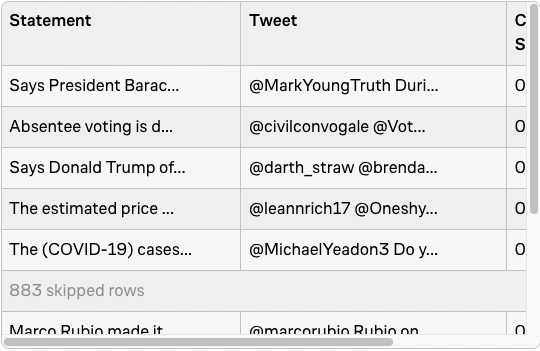 Statement Tweet C
S
Says President Barac... @MarkYoungTruth Duri... 0
Absentee voting is d... @civilconvogale @Vot... 0
Says Donald Trump of... @darth_straw @brenda... 0
The estimated price ... @leannrich17 @Oneshy... 0
The (COVID-19) cases... @MichaelYeadon3 Do y... 0
883 skipped rows
Marco Rubio made it @marcorubio Rubio on 0